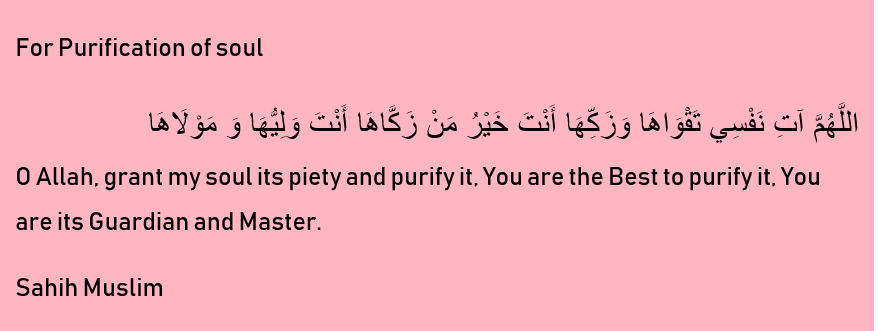 For Purification of soul
اللَّهُمَّ آتِ نَفْسِي تَقْوَاهَا وَزَكِّهَا أَنْتَ خَيْرُ مَنْ زَكَّاهَا أَنْتَ وَلِيُّهَا وَ مَوْلَاهَا
O Allah, grant my soul its piety and purify it, You are the Best to purify it, You
are its Guardian and Master.
Sahih Muslim